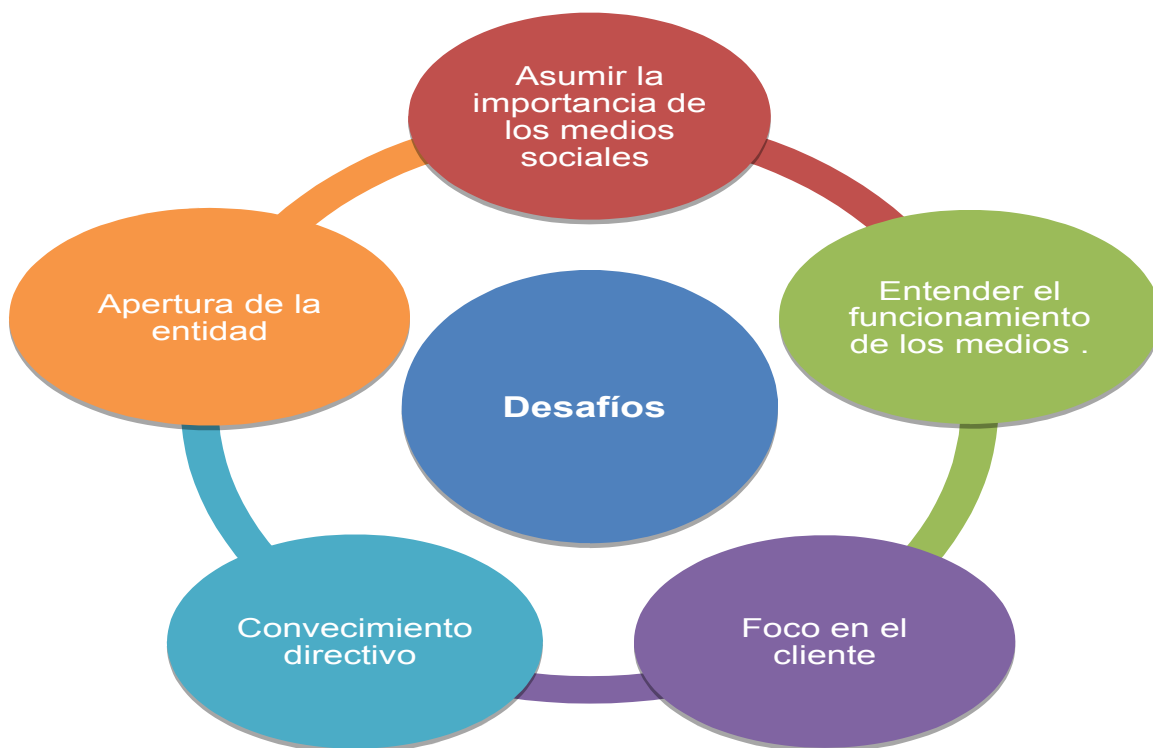 Asumir la
importancia de
los medios
sociales
Entender el
funcionamiento
de los medios .
Apertura de la
entidad
Desafíos
Convecimiento
directivo
Foco en el
cliente